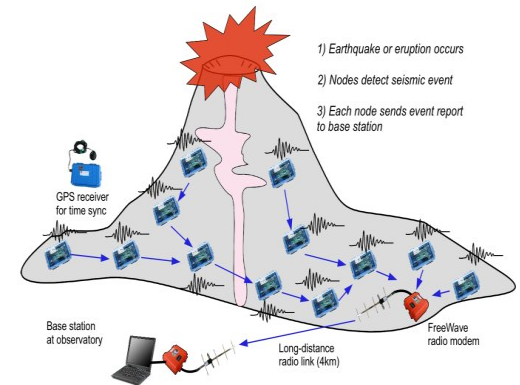 1) Earthquake or eruption occurs
2) Nodes detect seismic event
3) Each node sends event report
to base station
GPS receiver
for time sync
Base station
at observatory
Long-distance
radio link (4km)
FreeWave
radio modem